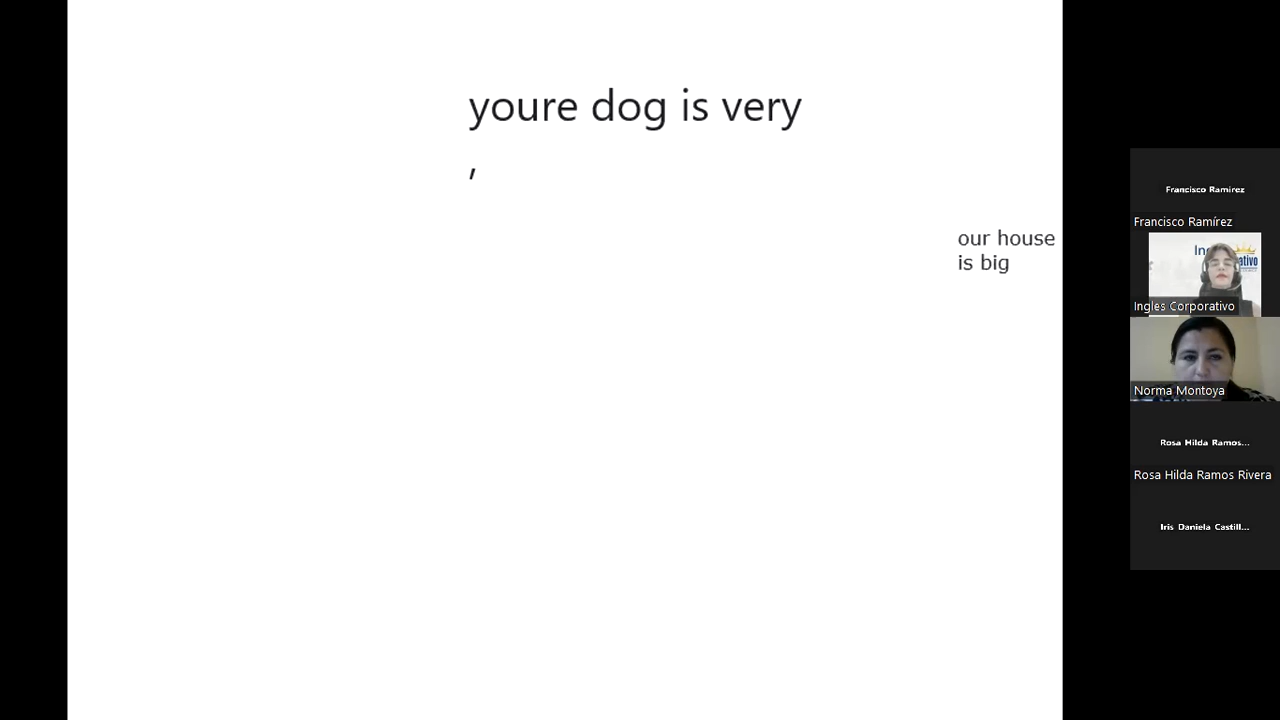 youre dog is very
,
our house
is big
Francisco Ramirez
Francisco Ramírez
Ingles Corporativo
Norma Montoya
Rosa Hilda Ramos...
Rosa Hilda Ramos Rivera
Iris Daniela Castill...